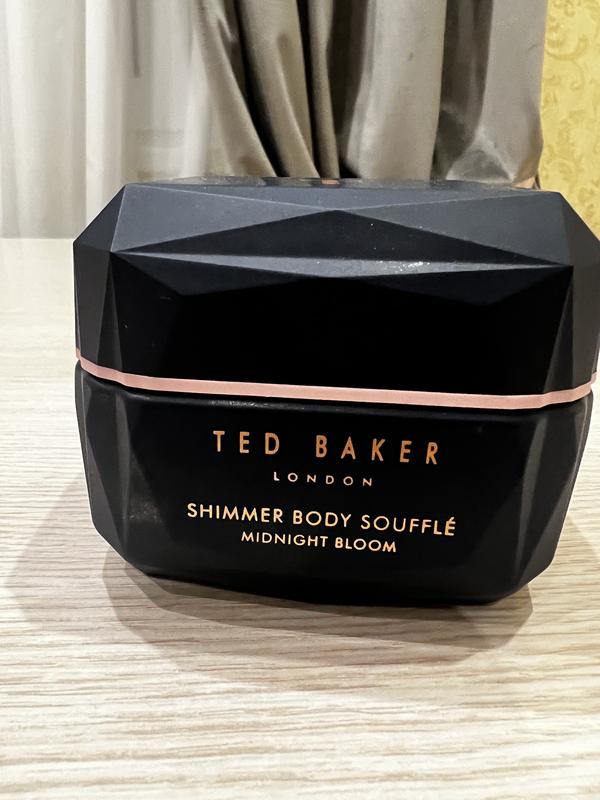 TED BAKER
LONDON
SHIMMER BODY SOUFFLÉ
MIDNIGHT BLOOM